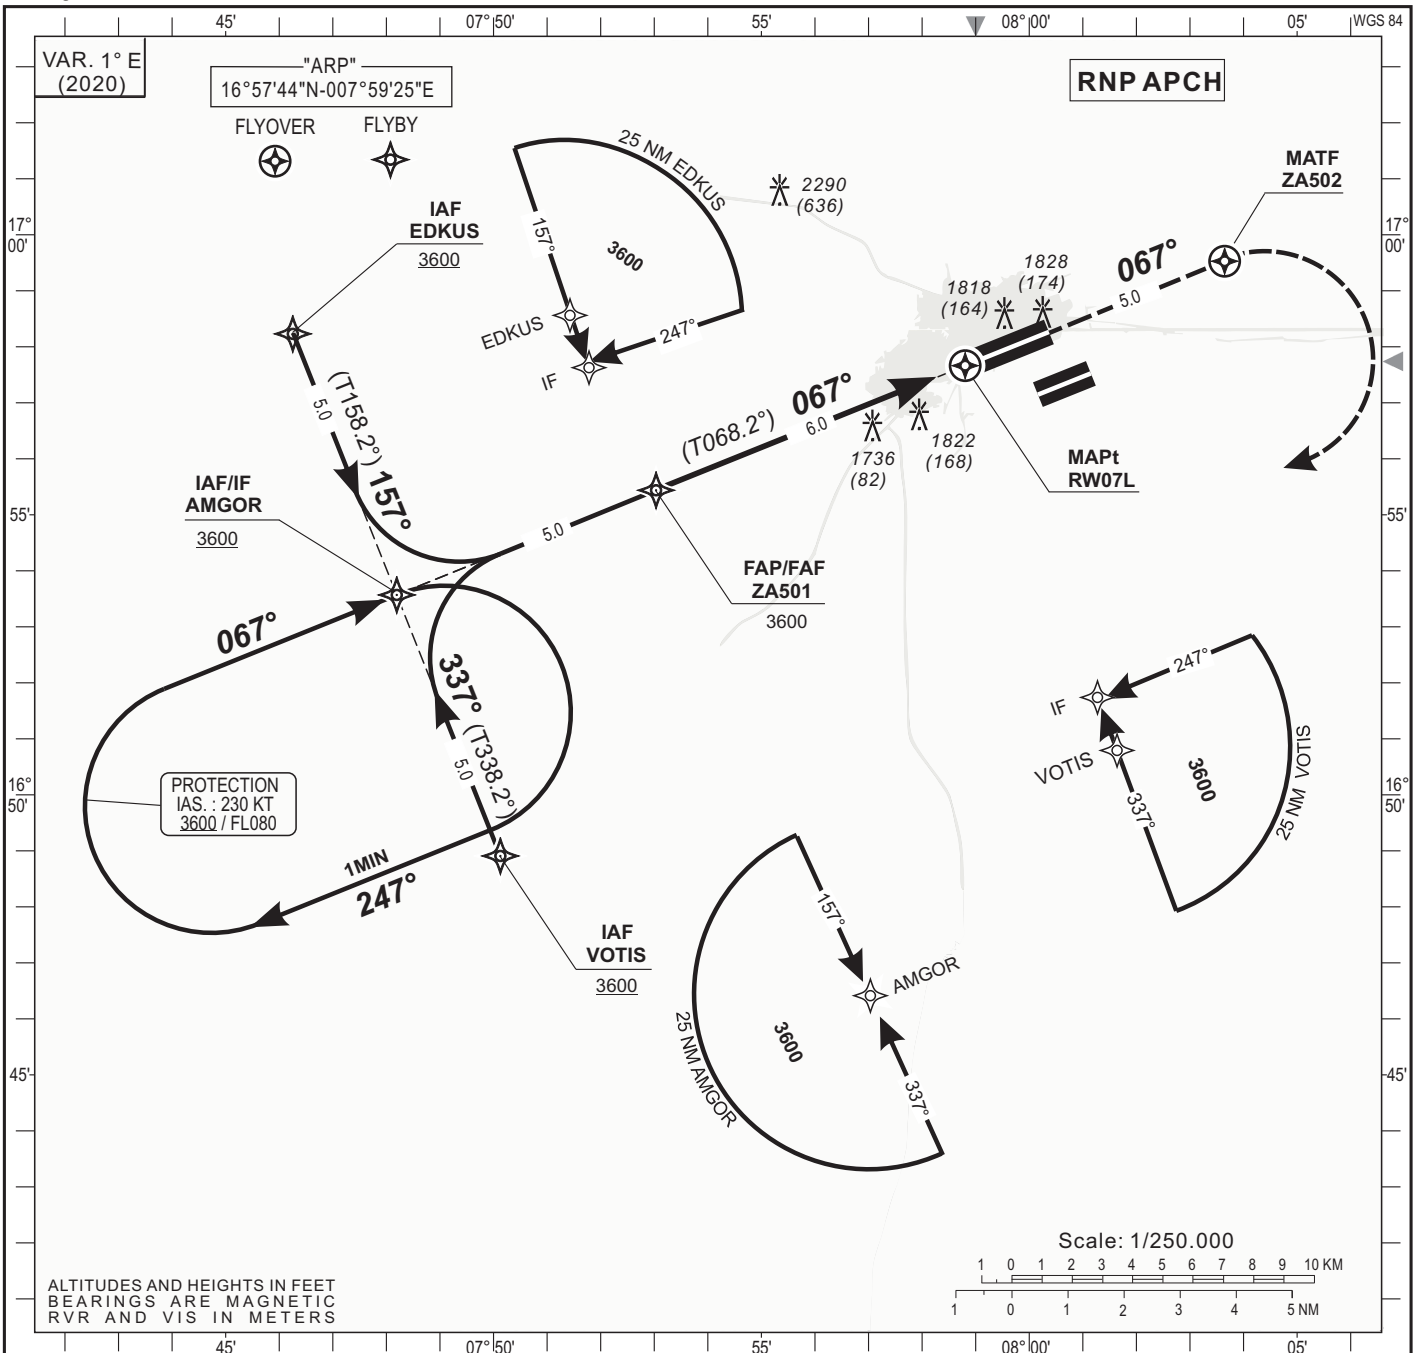 45'
07°50'
55'
08°00'
05'
WGS 84
VAR. 1° E
(2020)
"ARP"
16°57'44"N-007°59'25"E
FLYOVER
FLYBY
RNP APCH
25 NM EDKUS
157°
3600
EDKUS
247°
IF
2290
(636)
MATF
ZA502
IAF
EDKUS
3600
17°
00'
17°
00'
1818
(164)
1828
(174)
067°
5.0
(T158.2°)
5.0
157°
(T068.2°)
067°
6.0
1736
(82)
1822
(168)
MAPt
RW07L
IAF/IF
AMGOR
3600
55'
55'
5.0
FAP/FAF
ZA501
3600
067°
337°
(T338.2°)
5.0
247°
IF
VOTIS
3600
337°
25 NM VOTIS
16°
50'
16°
50'
PROTECTION
IAS. : 230 KT
3600 / FL080
1MIN
247°
IAF
VOTIS
3600
157°
AMGOR
3600
25 NM AMGOR
337°
45'
45'
Scale: 1/250.000
1 0 1 2 3 4 5 6 7 8 9 10 KM
1 0 1 2 3 4 5 NM
ALTITUDES AND HEIGHTS IN FEET
BEARINGS ARE MAGNETIC
RVR AND VIS IN METERS
45'
07°50'
55'
08°00'
05'